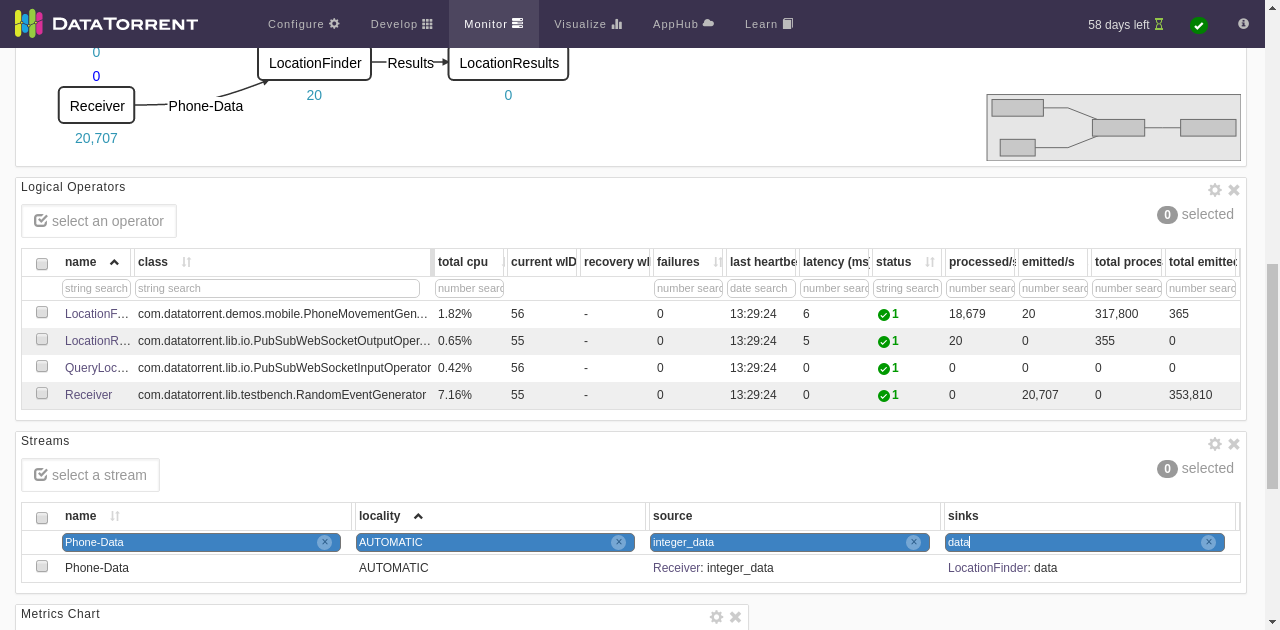 DATATORRENT Configure Develop Monitor Visualize AppHub Learn 58 days left
0
LocationFinder Results LocationResults
0
20 0
Receiver Phone-Data
20,707
Logical Operators
select an operator 0 selected
name class total cpu current wID recovery wI failures last heartbe latency (ms status processed/s emitted/s total proces total emitted
string search string search number searc number searc date search number searc string search number searc number searc number searc number searc
LocationF... com.datatorrent.demos.mobile.PhoneMovementGen... 1.82% 56 - 0 13:29:24 6 1 18,679 20 317,800 365
LocationR... com.datatorrent.lib.io.PubSubWebSocketOutputOper... 0.65% 55 - 0 13:29:24 5 1 20 0 355 0
QueryLoc... com.datatorrent.lib.io.PubSubWebSocketInputOperator 0.42% 56 - 0 13:29:24 0 1 0 0 0 0
Receiver com.datatorrent.lib.testbench.RandomEventGenerator 7.16% 55 - 0 13:29:24 0 1 0 20,707 0 353,810
Streams
select a stream 0 selected
name locality source sinks
Phone-Data AUTOMATIC integer_data data
Phone-Data AUTOMATIC Receiver: integer_data LocationFinder: data
Metrics Chart